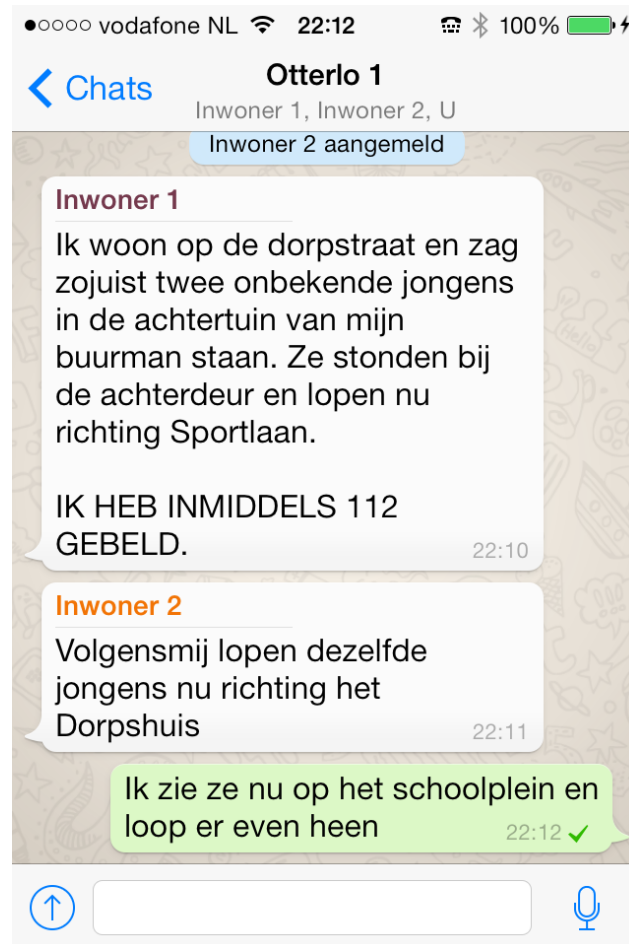 vodafone NL 22:12 100%
Chats
Otterlo 1
Inwoner 1, Inwoner 2, U
Inwoner 2 aangemeld
Inwoner 1
Ik woon op de dorpstraat en zag
zojuist twee onbekende jongens
in de achtertuin van mijn
buurman staan. Ze stonden bij
de achterdeur en lopen nu
richting Sportlaan.
IK HEB INMIDDELS 112
GEBELD.
22:10
Inwoner 2
Volgensmij lopen dezelfde
jongens nu richting het
Dorpshuis
22:11
Ik zie ze nu op het schoolplein en
loop er even heen
22:12